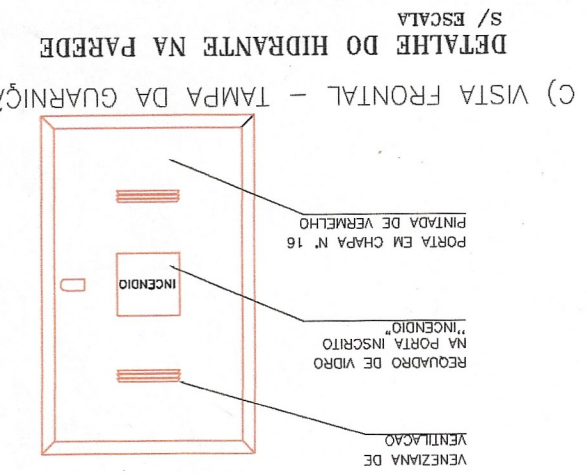 VENEZIANA DE
VENTILACAO
REQUADRO DE VIDRO
NA PORTA INSCRITO
"INCENDIO"
INCENDIO
PORTA EM CHAPA N° 16
PINTADA DE VERMELHO
C) VISTA FRONTAL – TAMPA DA
DETALHE DO HIDRANTE NA PAREDE
S/ ESCALA